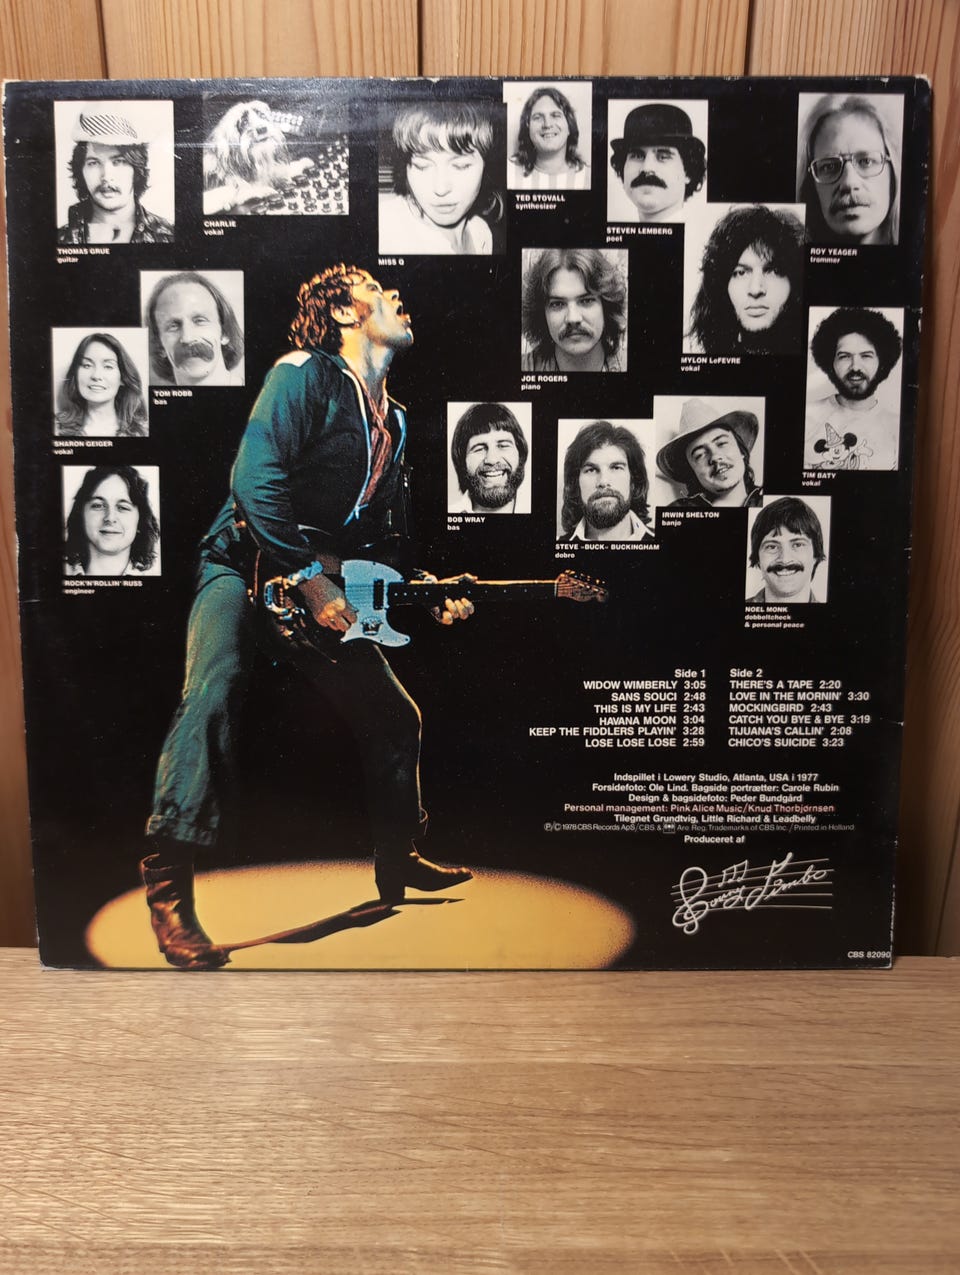 THOMAS GRUE
guitar
CHARLIE
vokal
MISS Q
TED STOVALL
synthesizer
STEVEN LEMBERG
poet
ROY YEAGER
trommer
SHARON GEIGER
vokal
TOM ROBB
bas
JOE ROGERS
piano
MYLON LeFEVRE
vokal
TIM BATY
vokal
ROCK'N'ROLLIN' RUSS
engineer
BOB WRAY
bas
STEVE »BUCK« BUCKINGHAM
dobro
IRWIN SHELTON
banjo
NOEL MONK
dobbeltcheck
& personal peace
Side 1
WIDOW WIMBERLY 3:05
SANS SOUCI 2:48
THIS IS MY LIFE 2:43
HAVANA MOON 3:04
KEEP THE FIDDLERS PLAYIN' 3:28
LOSE LOSE LOSE 2:59
Side 2
THERE'S A TAPE 2:20
LOVE IN THE MORNIN' 3:30
MOCKINGBIRD 2:43
CATCH YOU BYE & BYE 3:19
TIJUANA'S CALLIN' 2:08
CHICO'S SUICIDE 3:23
Indspillet i Lowery Studio, Atlanta, USA i 1977
Forsidefoto: Ole Lind. Bagside portrætter: Carole Rubin
Design & bagsidefoto: Peder Bundgård
Personal management: Pink Alice Music/Knud Thorbjørnsen
Tilegnet Grundtvig, Little Richard & Leadbelly
Ⓟ/© 1978 CBS Records ApS/CBS & Are Reg. Trademarks of CBS Inc./Printed in Holland
Produceret af
CBS 82090